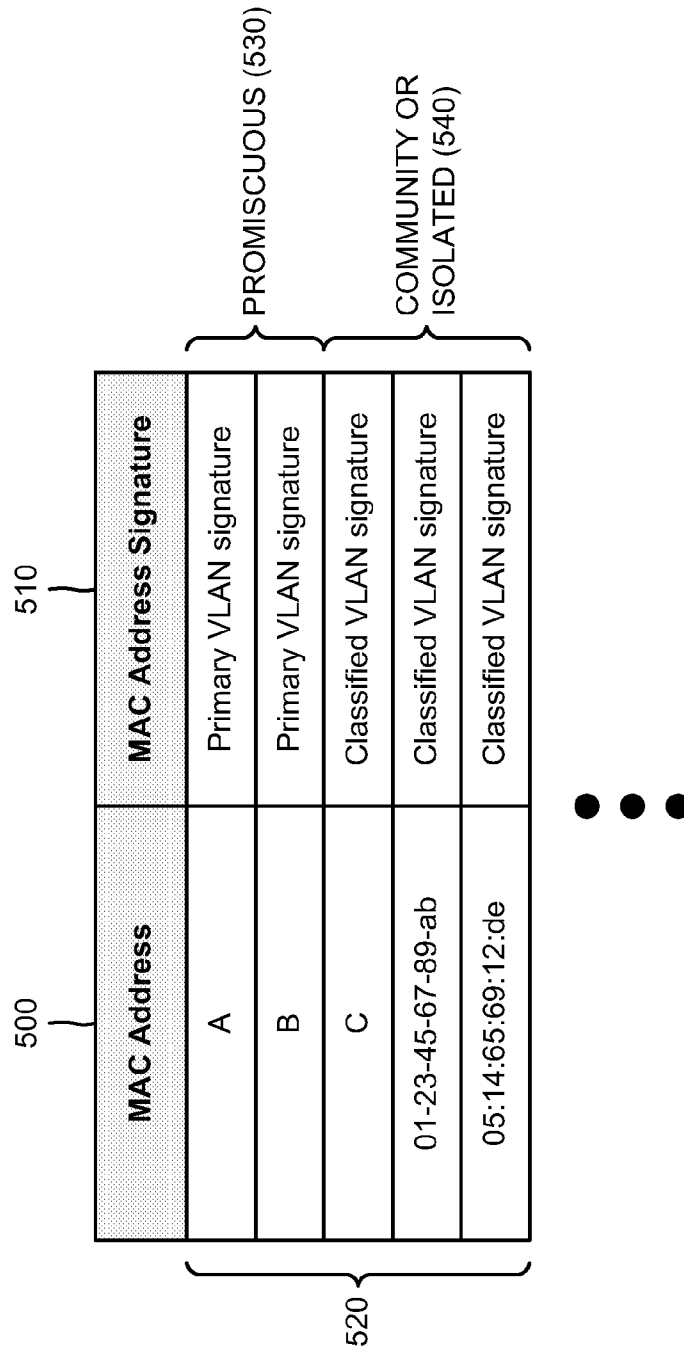 500
510
MAC Address
MAC Address Signature
A
Primary VLAN signature
B
Primary VLAN signature
C
Classified VLAN signature
01-23-45-67-89-ab
Classified VLAN signature
05:14:65:69:12:de
Classified VLAN signature
520
PROMISCUOUS (530)
COMMUNITY OR
ISOLATED (540)